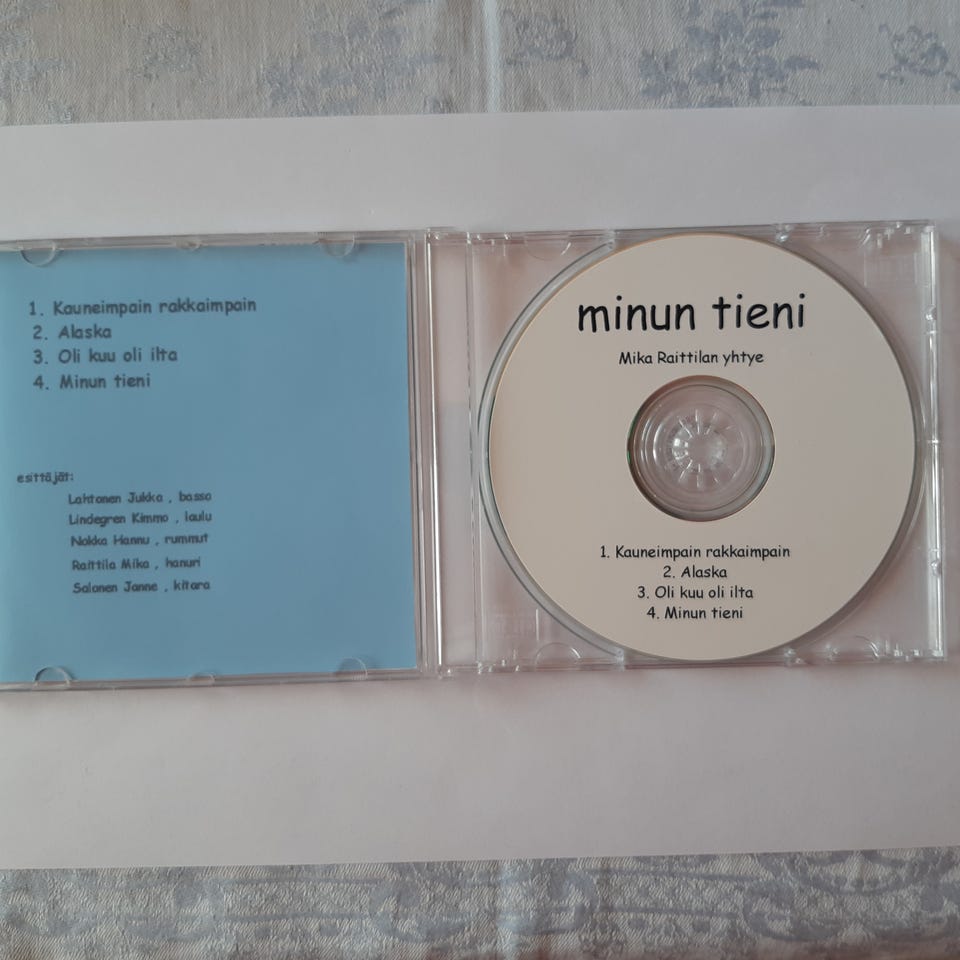 1. Kauneimpain rakkaimpain
2. Alaska
3. Oli kuu oli ilta
4. Minun tieni
esittäjät:
Lahtonen Jukka , basso
Lindegren Kimmo , laulu
Nokka Hannu , rummut
Raittila Mika , hanuri
Salonen Janne , kitara
minun tieni
Mika Raittilan yhtye
1. Kauneimpain rakkaimpain
2. Alaska
3. Oli kuu oli ilta
4. Minun tieni